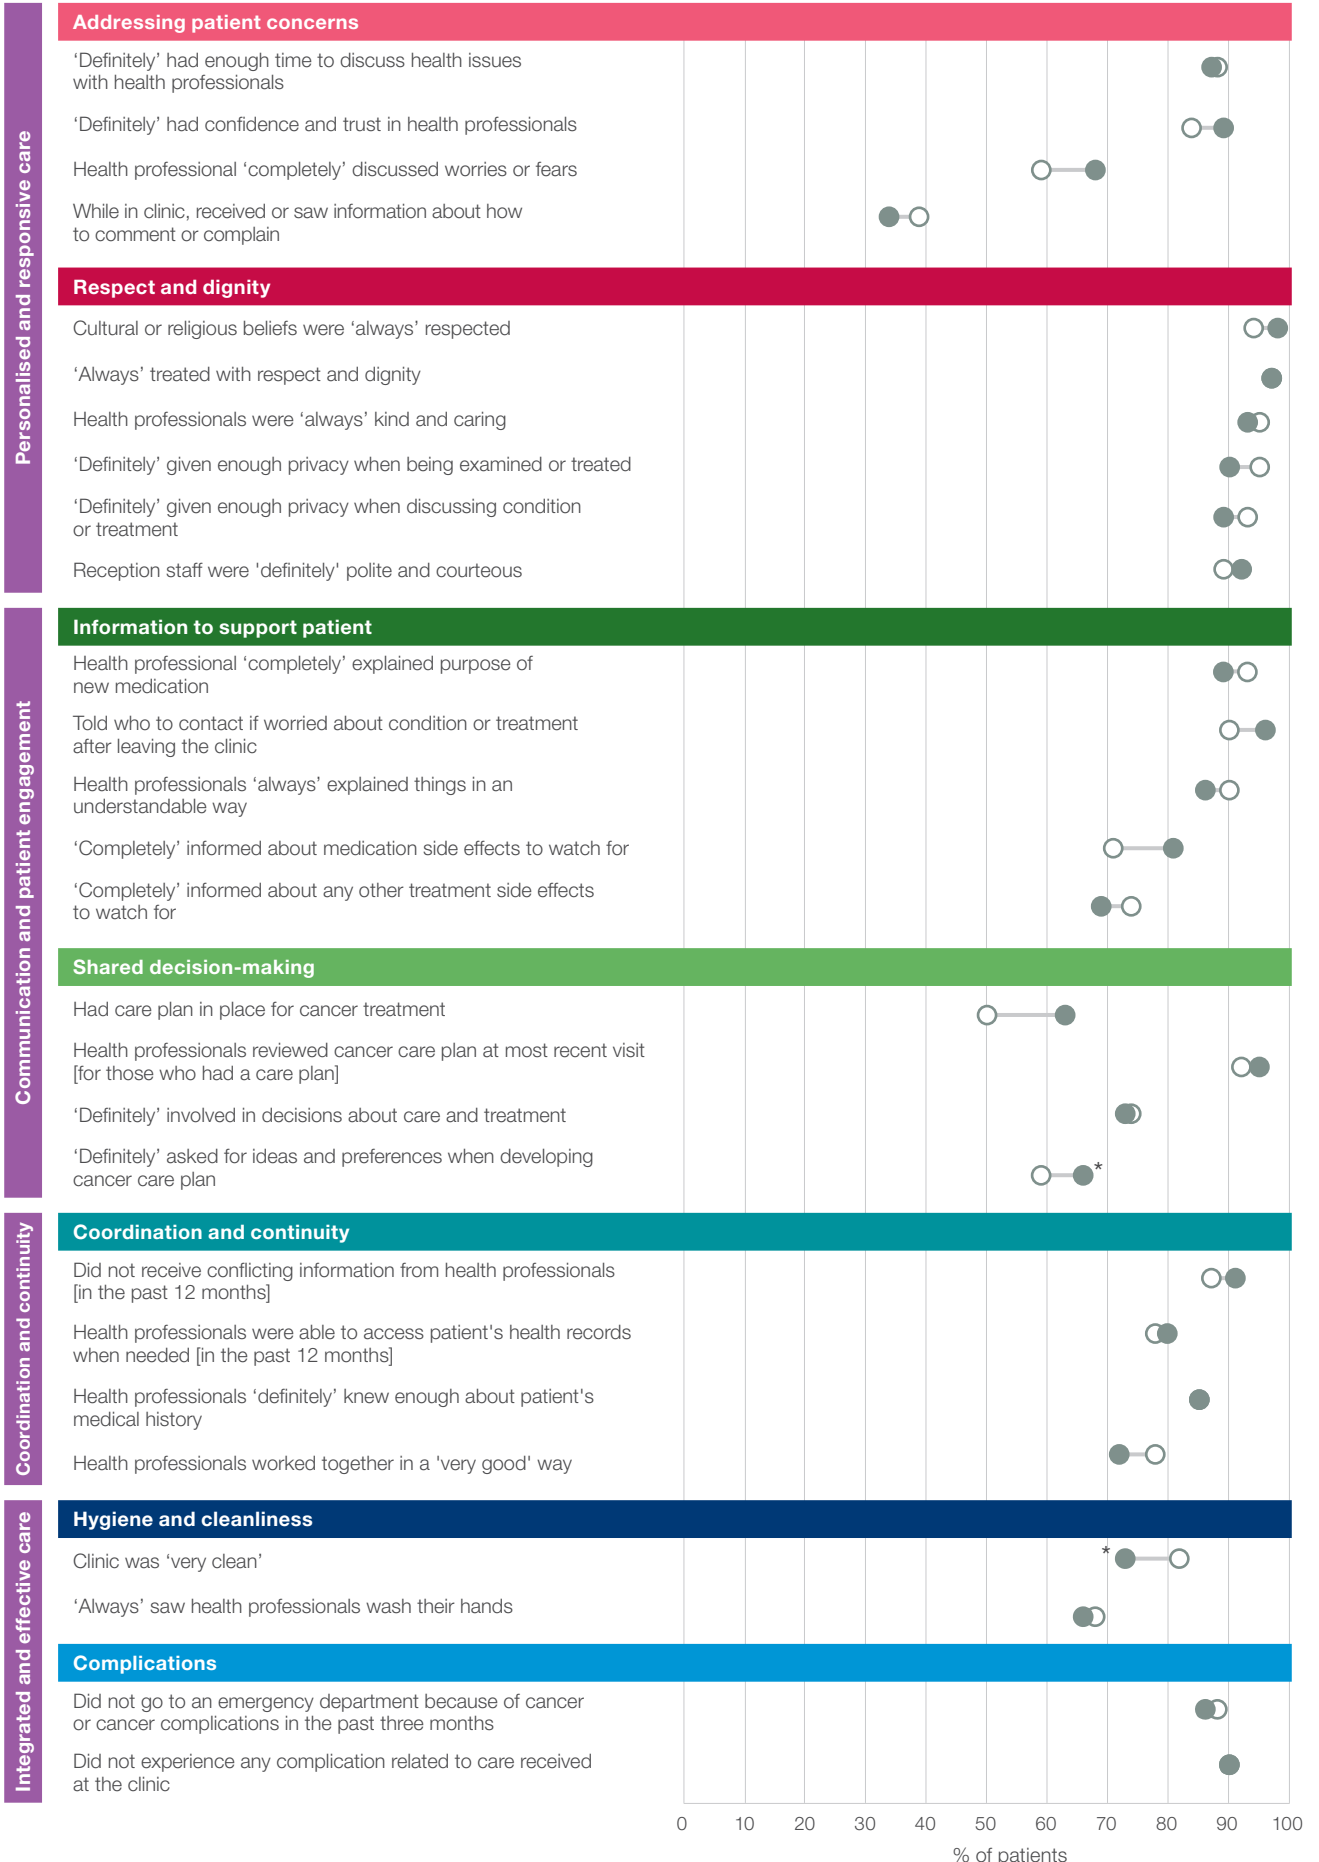 Personalised and responsive care
Addressing patient concerns
‘Definitely’ had enough time to discuss health issues
with health professionals
‘Definitely’ had confidence and trust in health professionals
Health professional ‘completely’ discussed worries or fears
While in clinic, received or saw information about how
to comment or complain
Respect and dignity
Cultural or religious beliefs were ‘always’ respected
‘Always’ treated with respect and dignity
Health professionals were ‘always’ kind and caring
‘Definitely’ given enough privacy when being examined or treated
‘Definitely’ given enough privacy when discussing condition
or treatment
Reception staff were 'definitely' polite and courteous
Communication and patient engagement
Information to support patient
Health professional ‘completely’ explained purpose of
new medication
Told who to contact if worried about condition or treatment
after leaving the clinic
Health professionals ‘always’ explained things in an
understandable way
‘Completely’ informed about medication side effects to watch for
‘Completely’ informed about any other treatment side effects
to watch for
Shared decision-making
Had care plan in place for cancer treatment
Health professionals reviewed cancer care plan at most recent visit
[for those who had a care plan]
‘Definitely’ involved in decisions about care and treatment
‘Definitely’ asked for ideas and preferences when developing
cancer care plan
*
Coordination and continuity
Coordination and continuity
Did not receive conflicting information from health professionals
[in the past 12 months]
Health professionals were able to access patient's health records
when needed [in the past 12 months]
Health professionals ‘definitely’ knew enough about patient's
medical history
Health professionals worked together in a 'very good' way
Integrated and effective care
Hygiene and cleanliness
Clinic was ‘very clean’ *
‘Always’ saw health professionals wash their hands
Complications
Did not go to an emergency department because of cancer
or cancer complications in the past three months
Did not experience any complication related to care received
at the clinic
0 10 20 30 40 50 60 70 80 90 100
% of patients